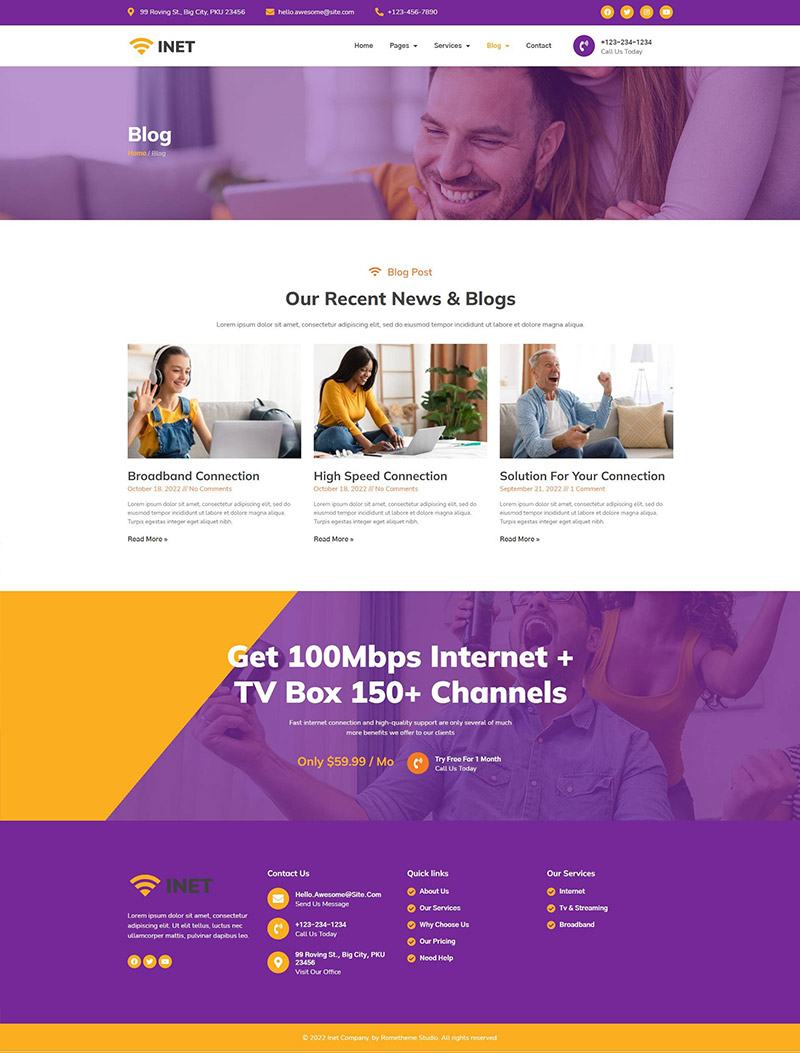 99 Roving St., Big City, PKU 23456
hello.awesome@site.com
+123-456-7890
INET
Home
Pages
Services
Blog
Contact
+123-234-1234
Call Us Today
Blog
Home / Blog
Blog Post
Our Recent News & Blogs
Lorem ipsum dolor sit amet, consectetur adipiscing elit, sed do eiusmod tempor incididunt ut labore et dolore magna aliqua.
Broadband Connection
October 18, 2022 /// No Comments
Lorem ipsum dolor sit amet, consectetur adipiscing elit, sed do
eiusmod tempor incididunt ut labore et dolore magna aliqua.
Turpis egestas integer eget aliquet nibh.
Read More »
High Speed Connection
October 18, 2022 /// No Comments
Lorem ipsum dolor sit amet, consectetur adipiscing elit, sed do
eiusmod tempor incididunt ut labore et dolore magna aliqua.
Turpis egestas integer eget aliquet nibh.
Read More »
Solution For Your Connection
September 21, 2022 /// 1 Comment
Lorem ipsum dolor sit amet, consectetur adipiscing elit, sed do
eiusmod tempor incididunt ut labore et dolore magna aliqua.
Turpis egestas integer eget aliquet nibh.
Read More »
Get 100Mbps Internet +
TV Box 150+ Channels
Fast internet connection and high-quality support are only several of much
more benefits we offer to our clients
Only $59.99 / Mo
Try Free For 1 Month
Call Us Today
INET
Lorem ipsum dolor sit amet, consectetur
adipiscing elit. Ut elit tellus, luctus nec
ullamcorper mattis, pulvinar dapibus leo.
Contact Us
Hello.Awesome@Site.Com
Send Us Message
+123-234-1234
Call Us Today
99 Roving St., Big City, PKU
23456
Visit Our Office
Quick links
About Us
Our Services
Why Choose Us
Our Pricing
Need Help
Our Services
Internet
Tv & Streaming
Broadband
© 2022 Inet Company. by Rometheme Studio. All rights reserved